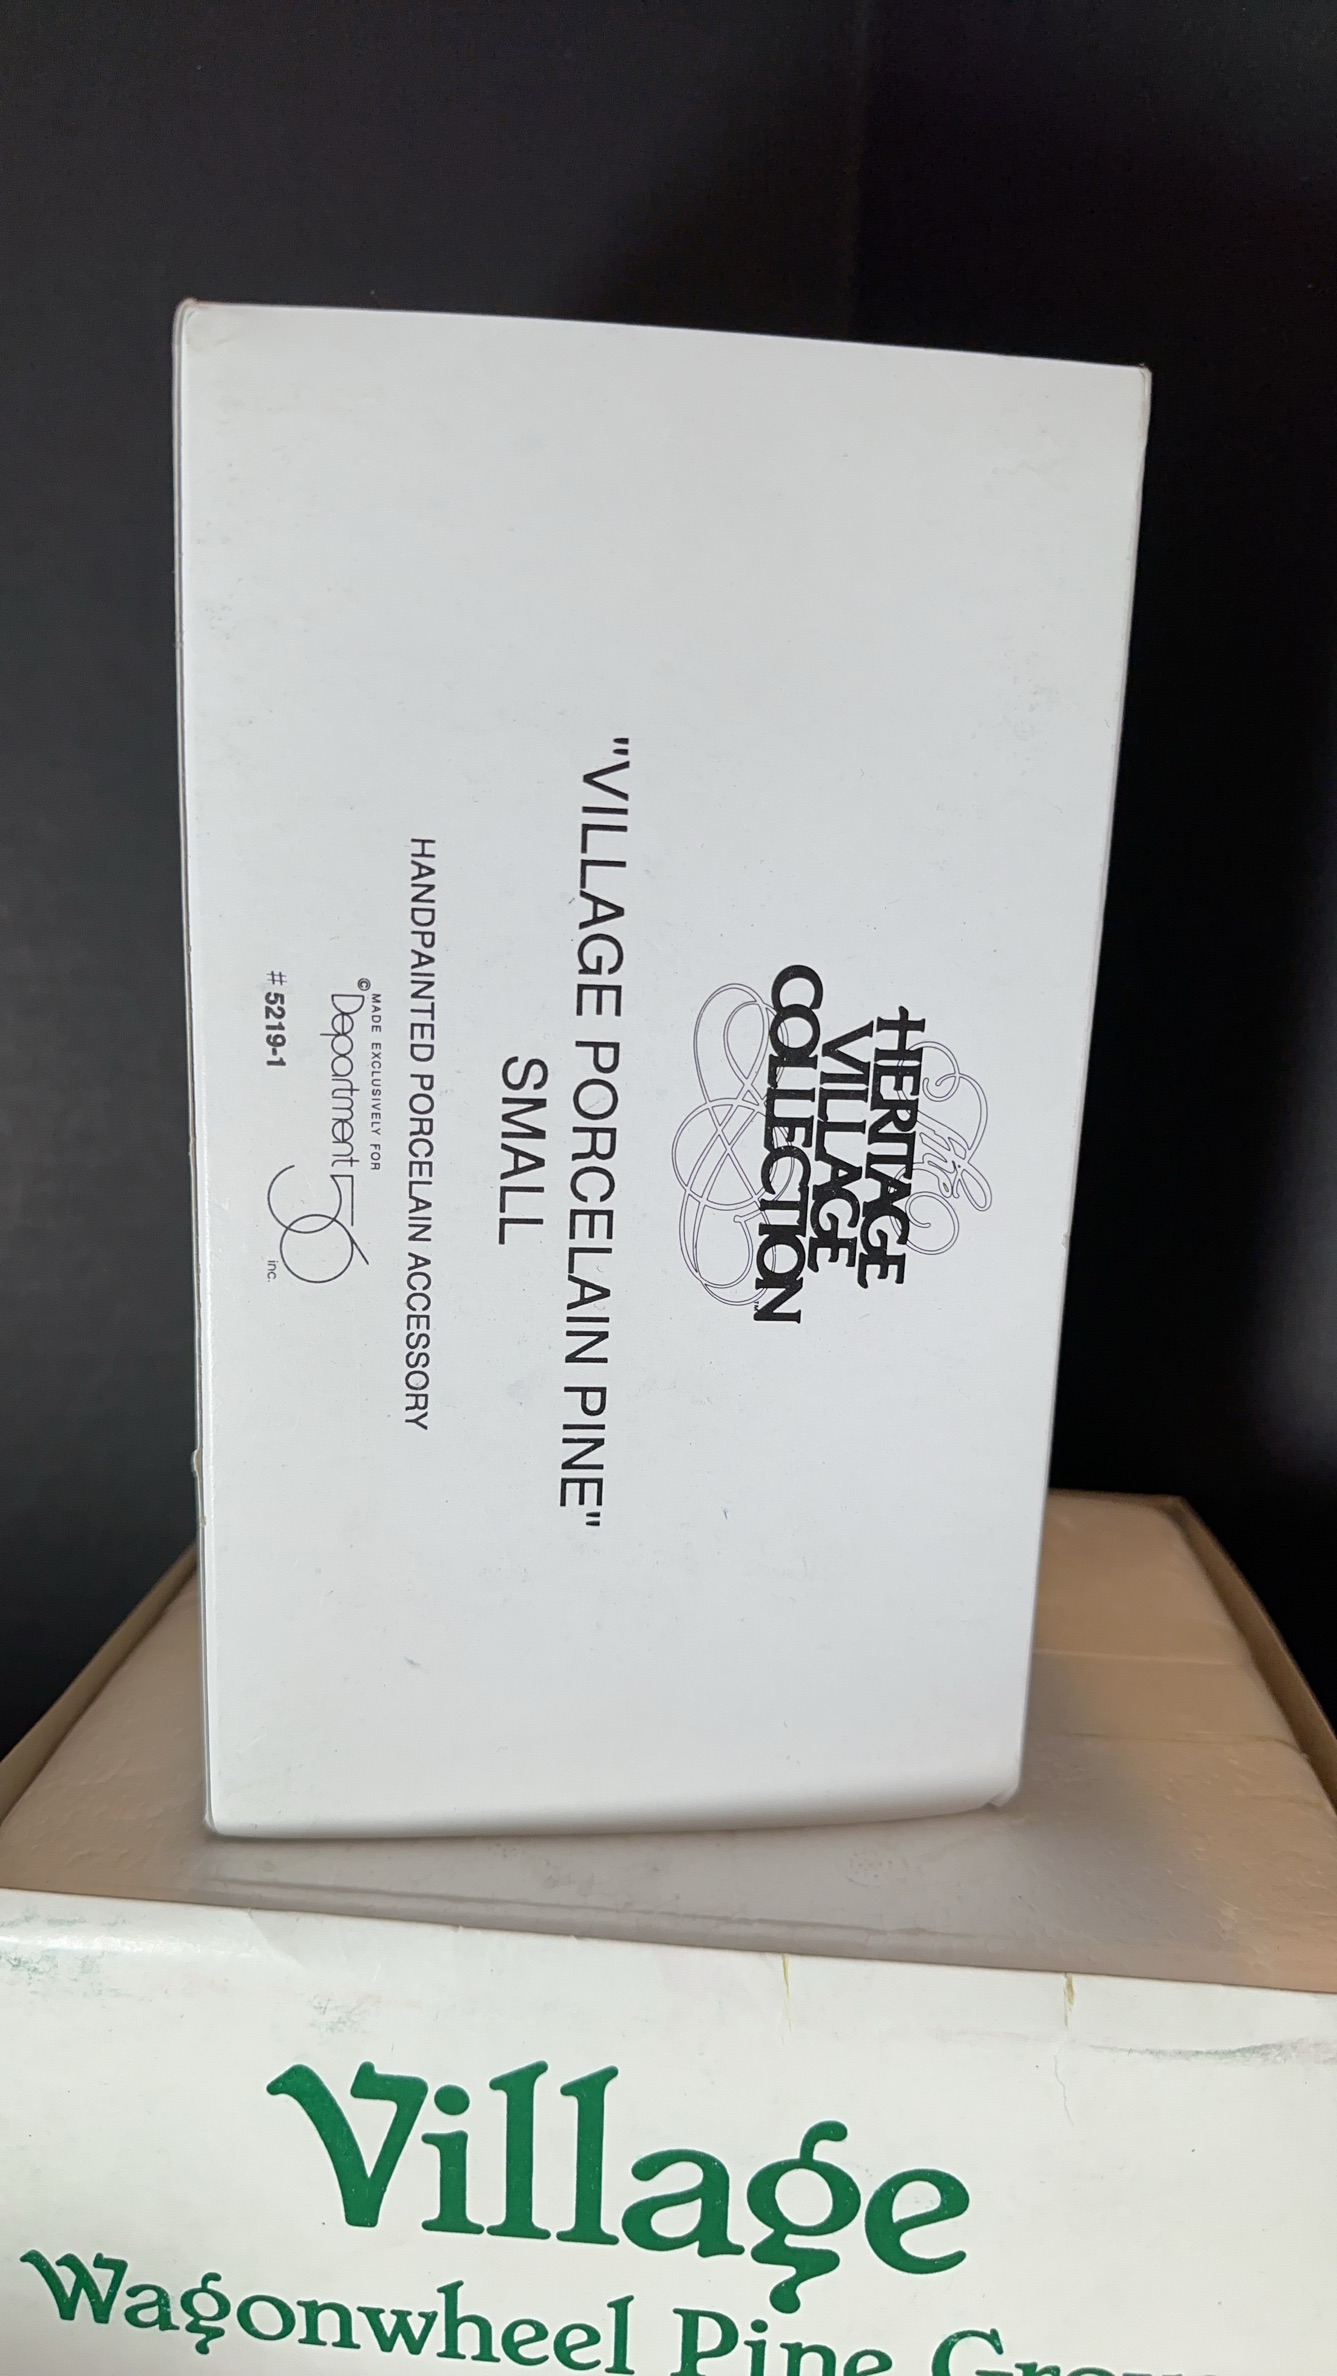 The
HERITAGE
VILLAGE
COLLECTION™
"VILLAGE PORCELAIN PINE"
SMALL
HANDPAINTED PORCELAIN ACCESSORY
MADE EXCLUSIVELY FOR
© Department 56 inc.
# 5219-1
Village
Wagonwheel Pine